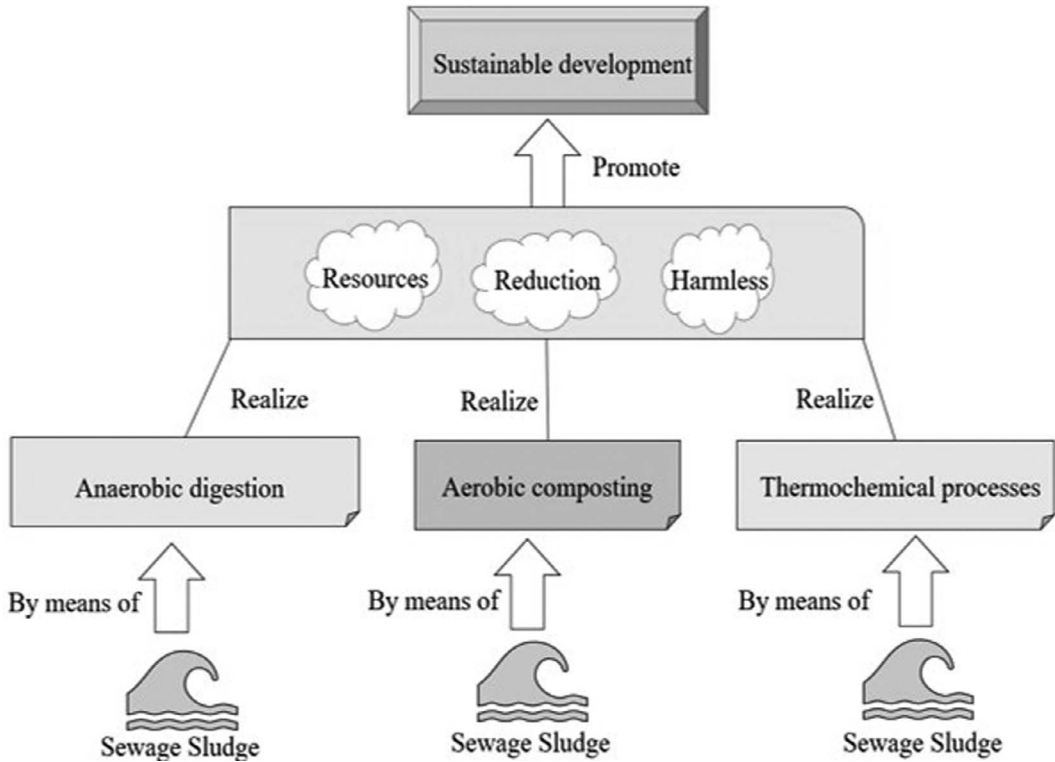 Sustainable development
Promote
Resources
Reduction
Harmless
Realize
Realize
Realize
Anaerobic digestion
Aerobic composting
Thermochemical processes
By means of
By means of
By means of
Sewage Sludge
Sewage Sludge
Sewage Sludge